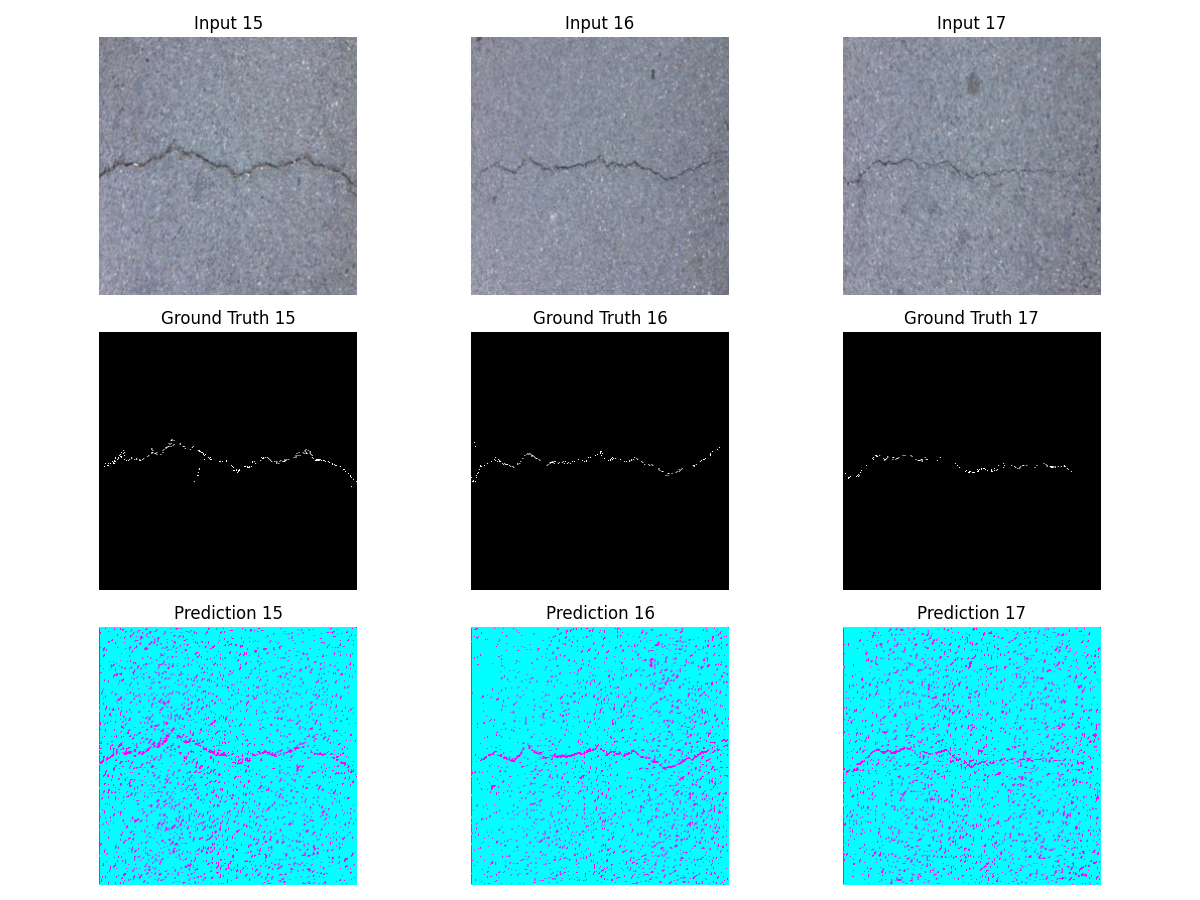 Input 15
Input 16
Input 17
Ground Truth 15
Ground Truth 16
Ground Truth 17
Prediction 15
Prediction 16
Prediction 17